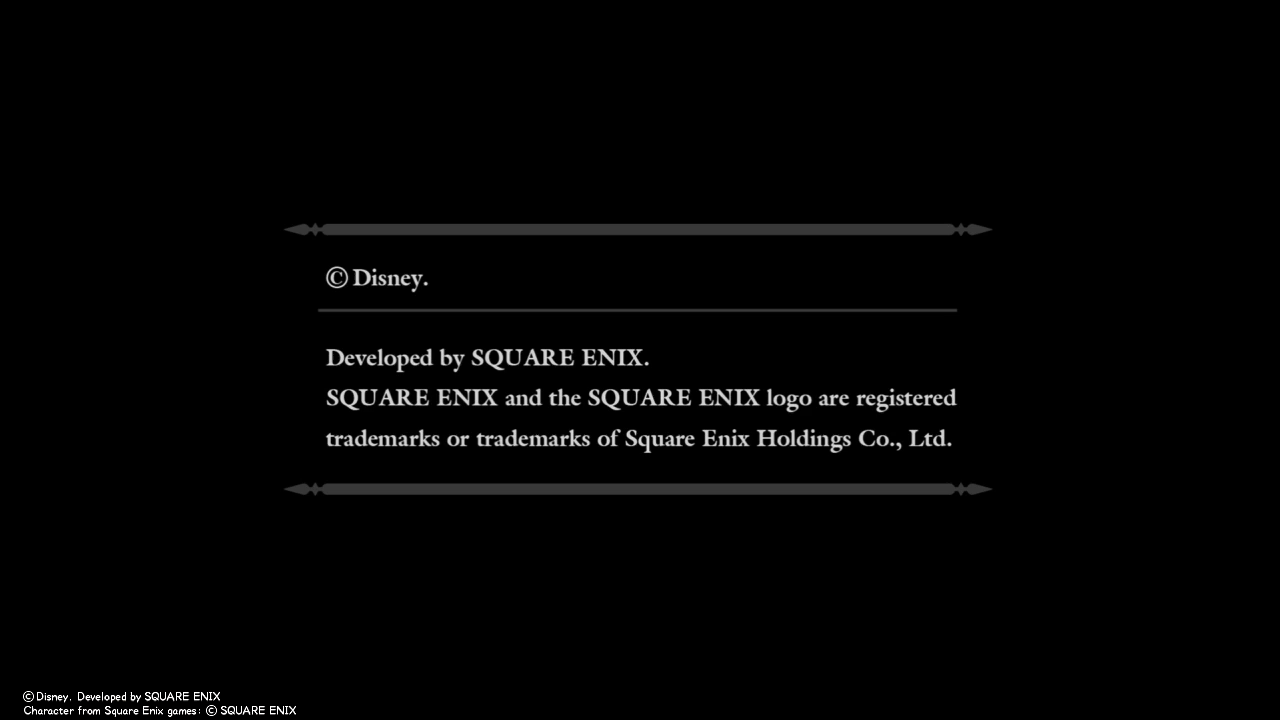 © Disney.
Developed by SQUARE ENIX.
SQUARE ENIX and the SQUARE ENIX logo are registered
trademarks or trademarks of Square Enix Holdings Co., Ltd.
© Disney. Developed by SQUARE ENIX
Character from Square Enix games: © SQUARE ENIX